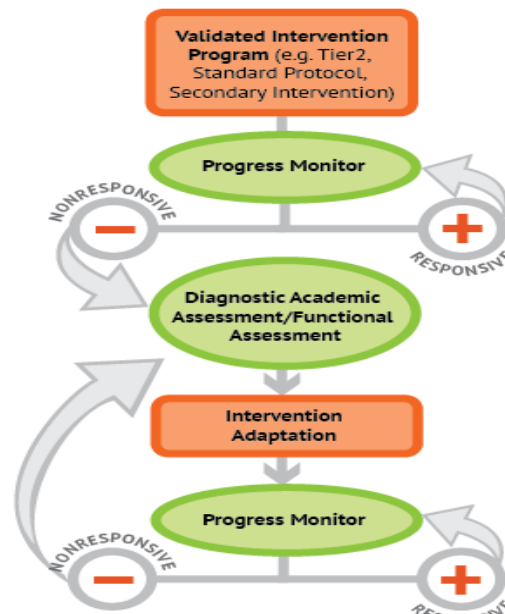 Validated Intervention
Program (e.g. Tier2,
Standard Protocol,
Secondary Intervention)
Progress Monitor
NONRESPONSIVE
RESPONSIVE
Diagnostic Academic
Assessment/Functional
Assessment
Intervention
Adaptation
Progress Monitor
NONRESPONSIVE